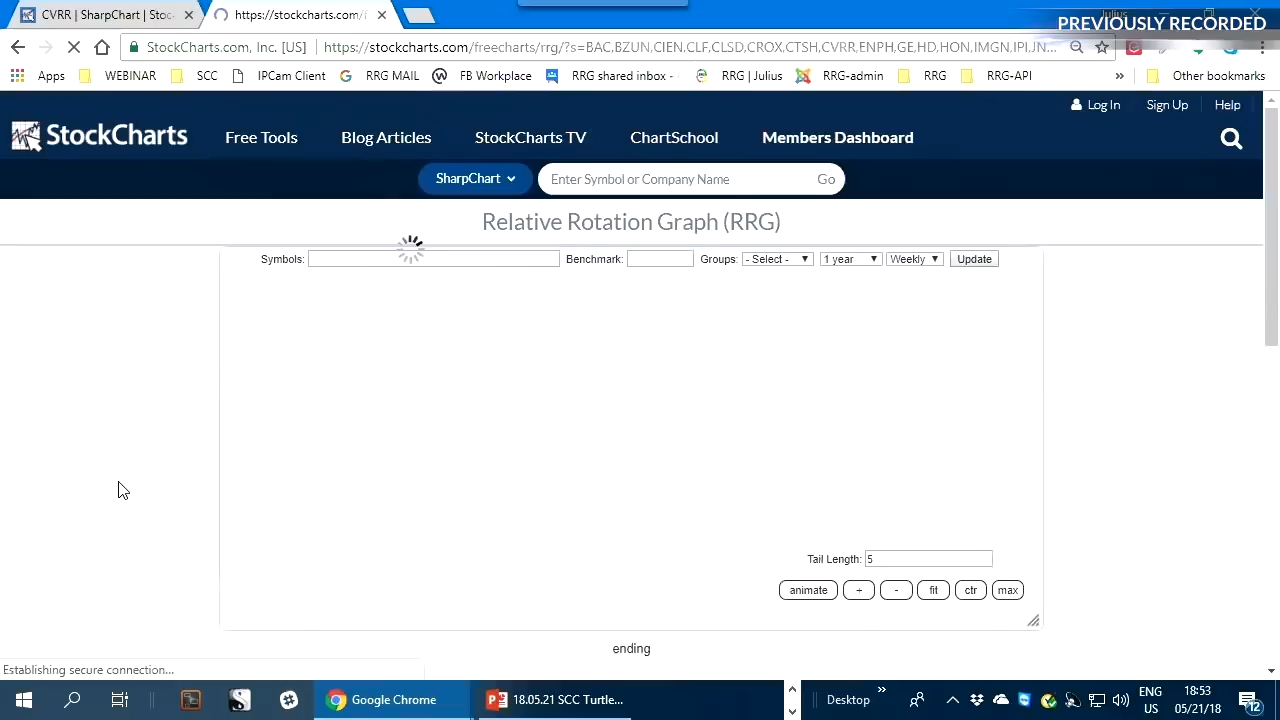 CVRR | SharpChart | Stoc
https://stockcharts.com/f
Julius
PREVIOUSLY RECORDED
StockCharts.com, Inc. [US]
https://stockcharts.com/freecharts/rrg/?s=BAC,BZUN,CIEN,CLF,CLSD,CROX,CTSH,CVRR,ENPH,GE,HD,HON,IMGN,IPI,JN...
Apps WEBINAR SCC IPCam Client RRG MAIL FB Workplace RRG shared inbox - RRG | Julius RRG-admin RRG RRG-API » Other bookmarks
Log In Sign Up Help
StockCharts Free Tools Blog Articles StockCharts TV ChartSchool Members Dashboard
SharpChart Enter Symbol or Company Name Go
Relative Rotation Graph (RRG)
Symbols: Benchmark: Groups: - Select - 1 year Weekly Update
Tail Length: 5
animate + - fit ctr max
ending
Establishing secure connection...
Google Chrome 18.05.21 SCC Turtle... Desktop » ENG US 18:53 05/21/18 12